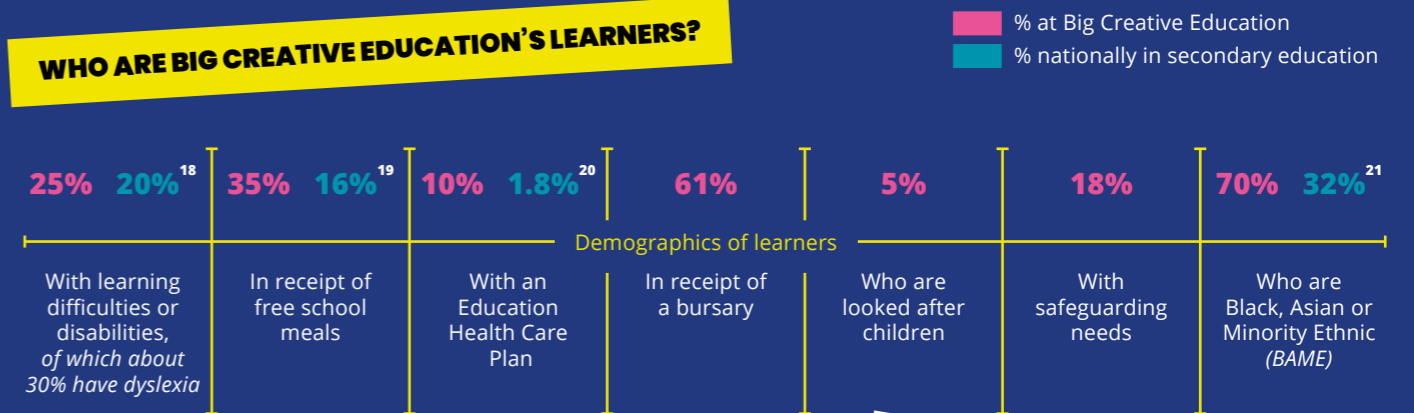 WHO ARE BIG CREATIVE EDUCATION'S LEARNERS?
% at Big Creative Education
% nationally in secondary education
25% 20%18
35% 16%19
10% 1.8%20
61%
5%
18%
70% 32%21
Demographics of learners
With learning
difficulties or
disabilities,
of which about
30% have dyslexia
In receipt of
free school
meals
With an
Education
Health Care
Plan
In receipt of
a bursary
Who are
looked after
children
With
safeguarding
needs
Who are
Black, Asian or
Minority Ethnic
(BAME)